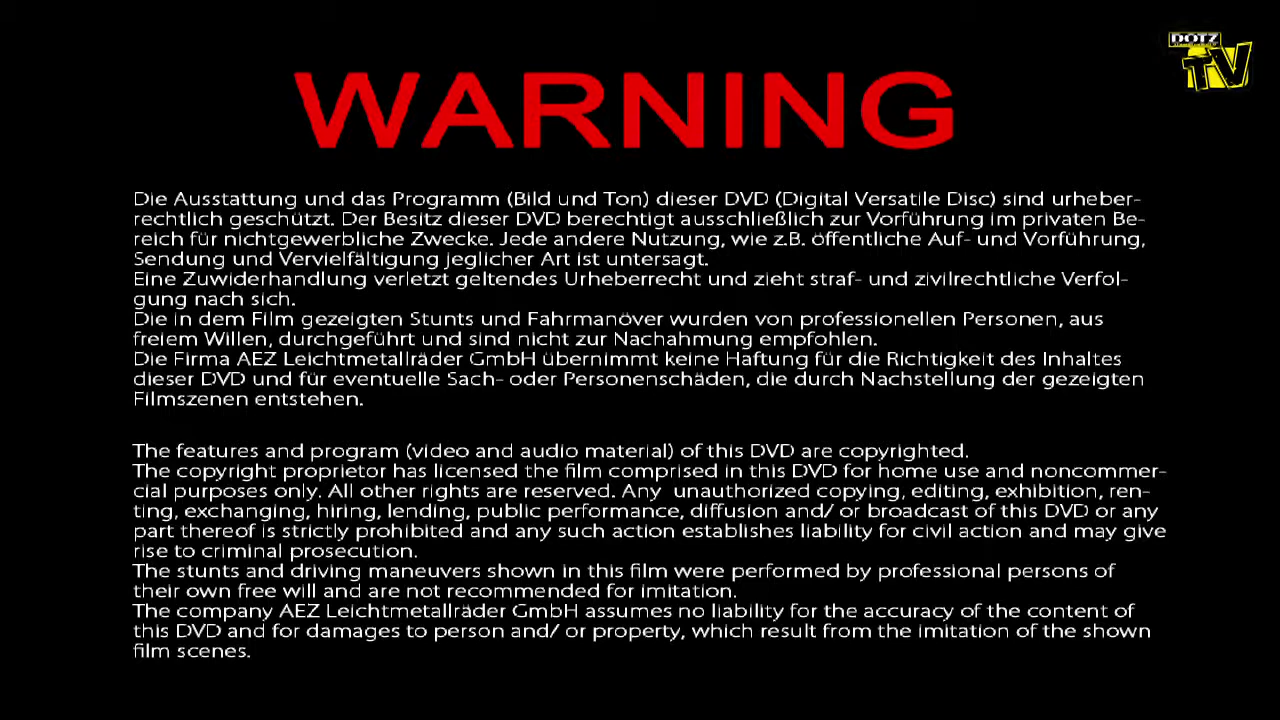 DOTZ
TV
WARNING
Die Ausstattung und das Programm (Bild und Ton) dieser DVD (Digital Versatile Disc) sind urheber-
rechtlich geschützt. Der Besitz dieser DVD berechtigt ausschließlich zur Vorführung im privaten Be-
reich für nichtgewerbliche Zwecke. Jede andere Nutzung, wie z.B. öffentliche Auf- und Vorführung,
Sendung und Vervielfältigung jeglicher Art ist untersagt.
Eine Zuwiderhandlung verletzt geltendes Urheberrecht und zieht straf- und zivilrechtliche Verfol-
gung nach sich.
Die in dem Film gezeigten Stunts und Fahrmanöver wurden von professionellen Personen, aus
freiem Willen, durchgeführt und sind nicht zur Nachahmung empfohlen.
Die Firma AEZ Leichtmetallräder GmbH übernimmt keine Haftung für die Richtigkeit des Inhaltes
dieser DVD und für eventuelle Sach- oder Personenschäden, die durch Nachstellung der gezeigten
Filmszenen entstehen.
The features and program (video and audio material) of this DVD are copyrighted.
The copyright proprietor has licensed the film comprised in this DVD for home use and noncommer-
cial purposes only. All other rights are reserved. Any  unauthorized copying, editing, exhibition, ren-
ting, exchanging, hiring, lending, public performance, diffusion and/ or broadcast of this DVD or any
part thereof is strictly prohibited and any such action establishes liability for civil action and may give
rise to criminal prosecution.
The stunts and driving maneuvers shown in this film were performed by professional persons of
their own free will and are not recommended for imitation.
The company AEZ Leichtmetallräder GmbH assumes no liability for the accuracy of the content of
this DVD and for damages to person and/ or property, which result from the imitation of the shown
film scenes.